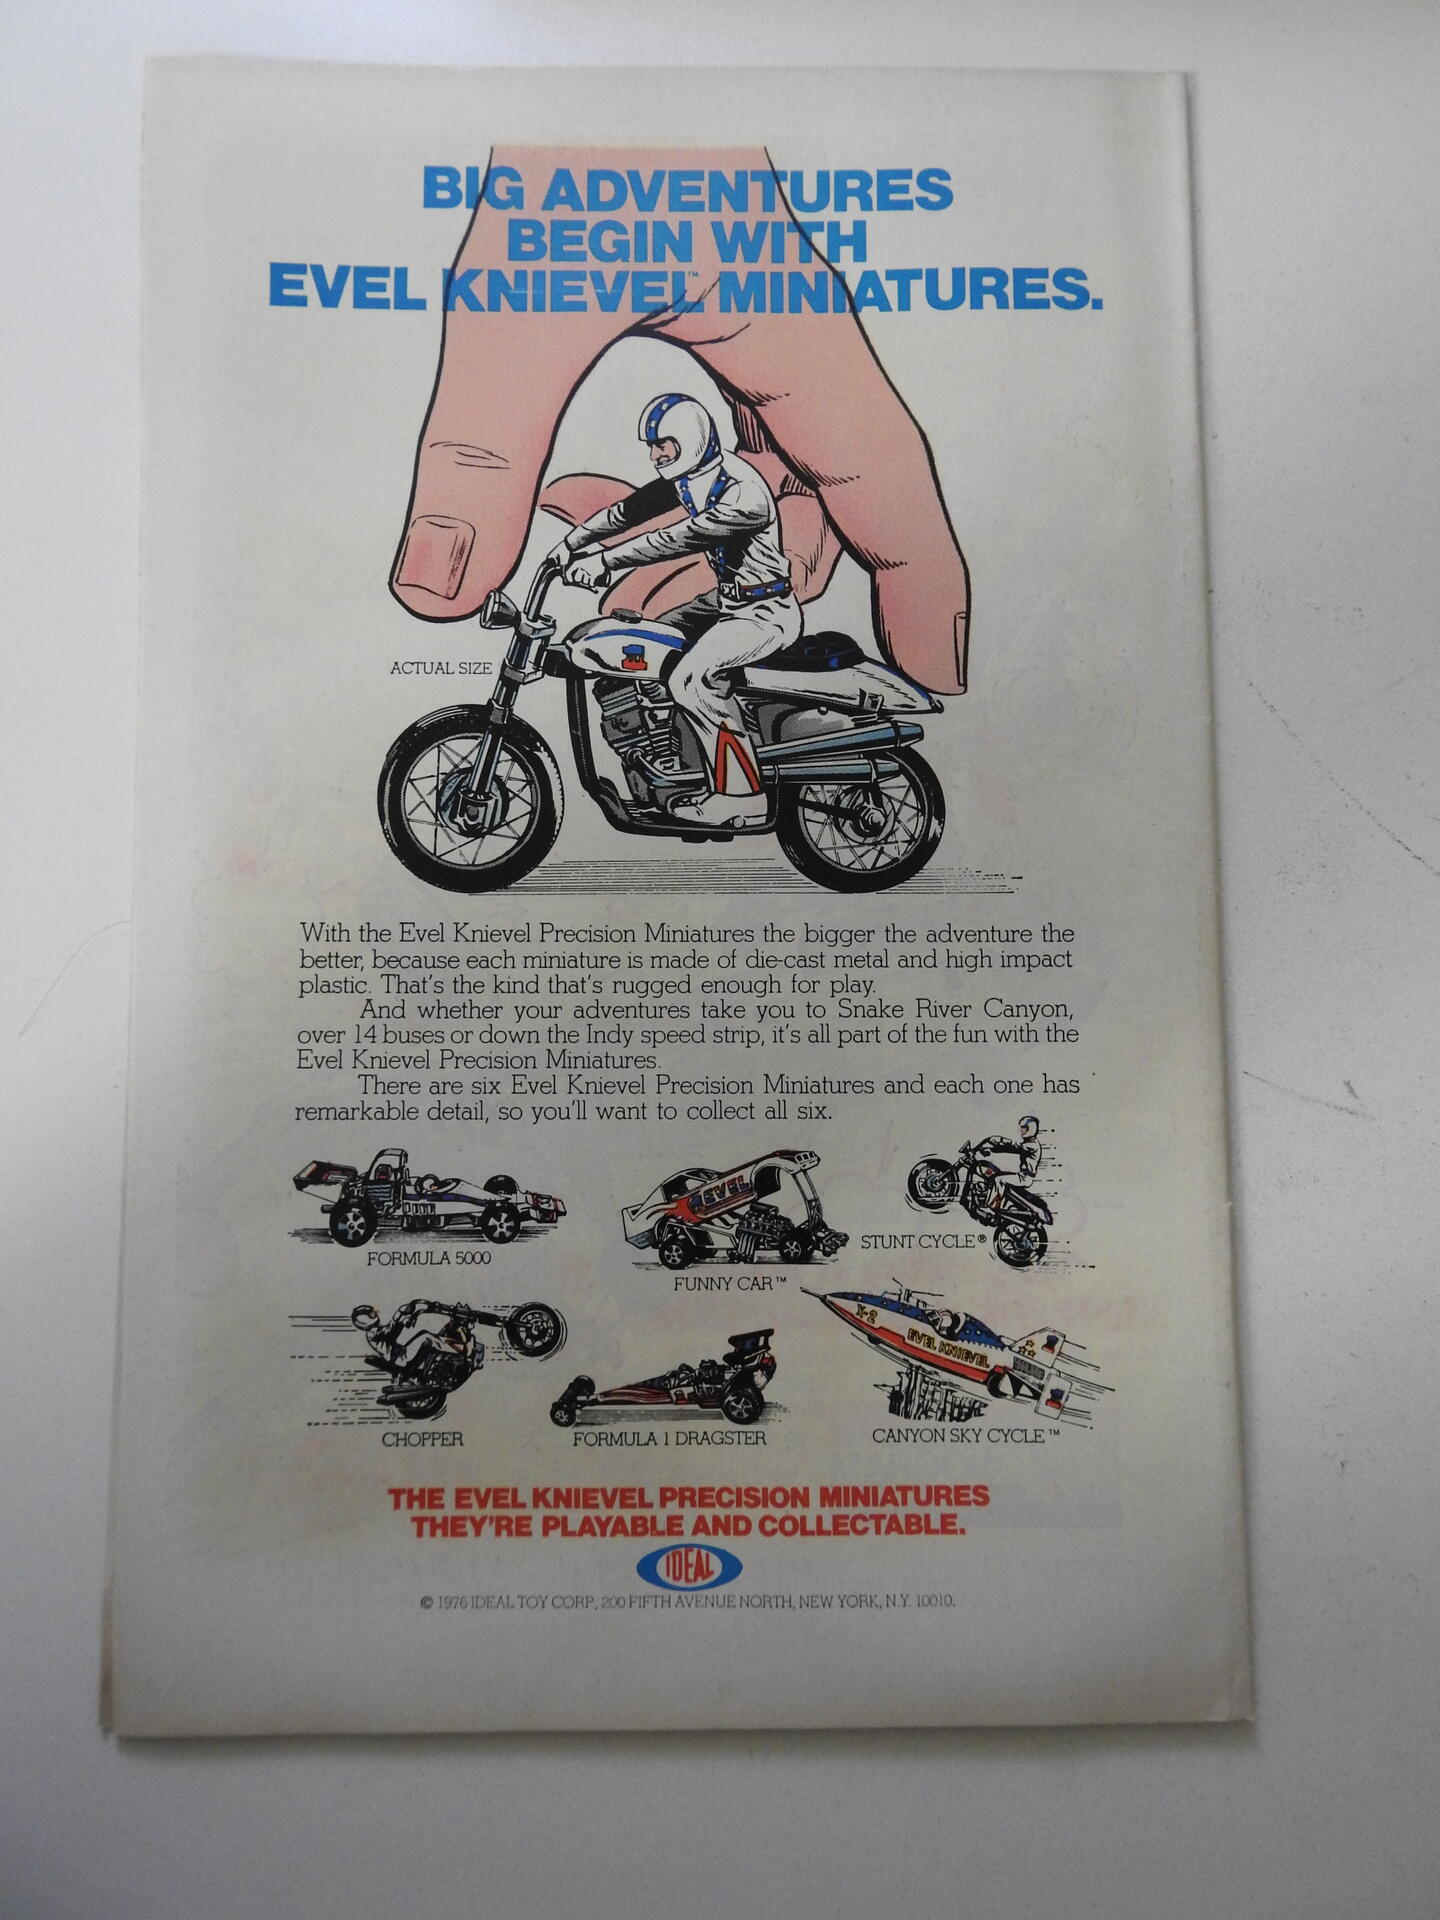 BIG ADVENTURES
BEGIN WITH
EVEL KNIEVEL™ MINIATURES.
ACTUAL SIZE
1
With the Evel Knievel Precision Miniatures the bigger the adventure the
better, because each miniature is made of die-cast metal and high impact
plastic. That's the kind that's rugged enough for play.
And whether your adventures take you to Snake River Canyon,
over 14 buses or down the Indy speed strip, it's all part of the fun with the
Evel Knievel Precision Miniatures.
There are six Evel Knievel Precision Miniatures and each one has
remarkable detail, so you'll want to collect all six.
EVEL
FORMULA 5000
FUNNY CAR™
STUNT CYCLE®
X-2
EVEL KNIEVEL
CHOPPER
FORMULA 1 DRAGSTER
CANYON SKY CYCLE™
THE EVEL KNIEVEL PRECISION MINIATURES
THEY'RE PLAYABLE AND COLLECTABLE.
IDEAL
© 1976 IDEAL TOY CORP., 200 FIFTH AVENUE NORTH, NEW YORK, N.Y. 10010.